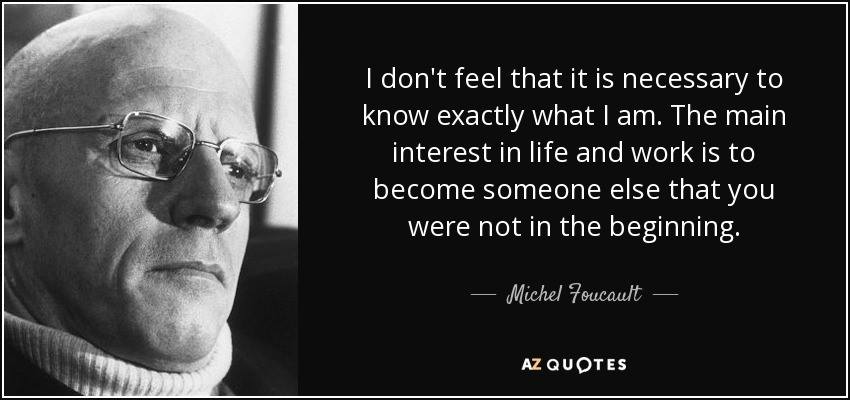 I don't feel that it is necessary to
know exactly what I am. The main
interest in life and work is to
become someone else that you
were not in the beginning.
Michel Foucault
AZ QUOTES